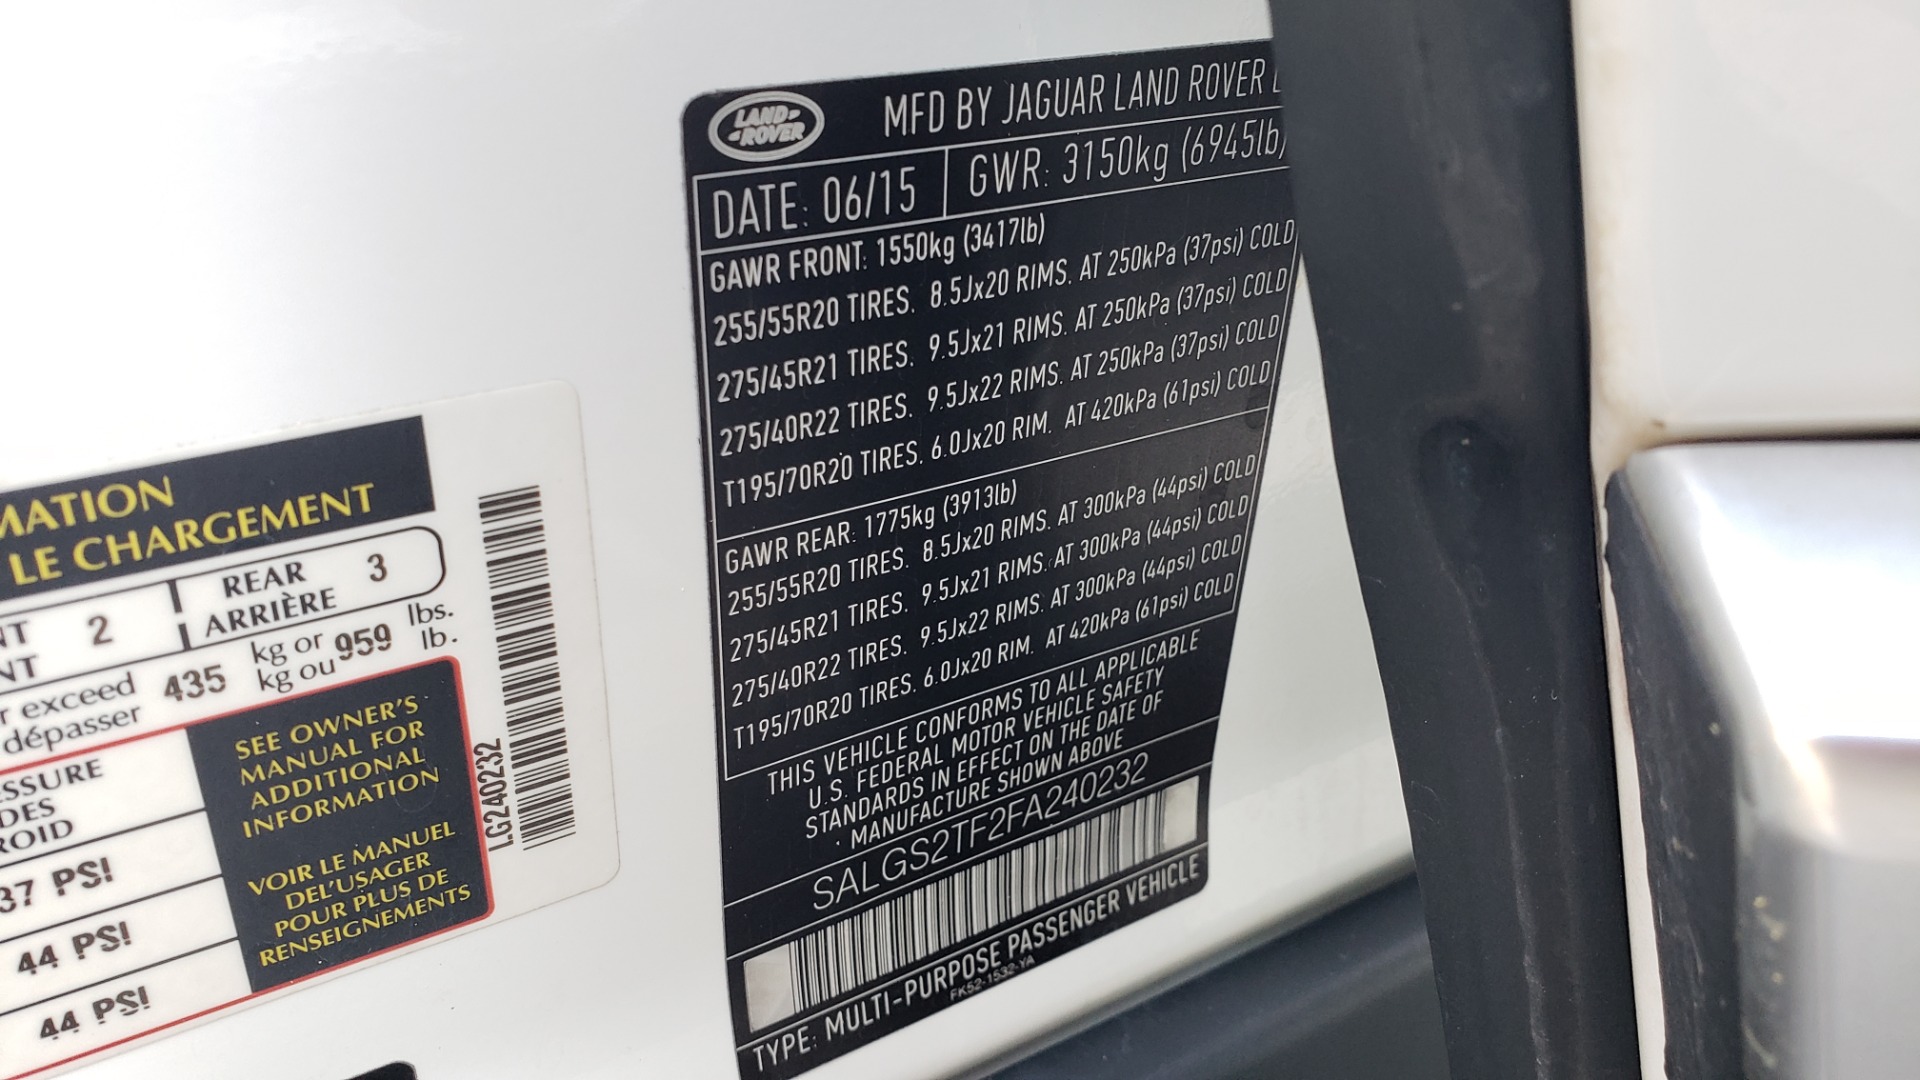 MATION
LE CHARGEMENT
NT 2 REAR 3
NT ARRIÈRE
r exceed 435 kg or 959 lbs.
dépasser kg ou lb.
SSURE
DES
ROID
37 PSI
44 PSI
44 PSI
SEE OWNER'S
MANUAL FOR
ADDITIONAL
INFORMATION
VOIR LE MANUEL
DEL'USAGER
POUR PLUS DE
RENSEIGNEMENTS
LG240232
LAND-
-ROVER
MFD BY JAGUAR LAND ROVER
DATE: 06/15 GWR: 3150kg (6945lb)
GAWR FRONT: 1550kg (3417lb)
255/55R20 TIRES. 8.5Jx20 RIMS. AT 250kPa (37psi) COLD
275/45R21 TIRES. 9.5Jx21 RIMS. AT 250kPa (37psi) COLD
275/40R22 TIRES. 9.5Jx22 RIMS. AT 250kPa (37psi) COLD
T195/70R20 TIRES. 6.0Jx20 RIM. AT 420kPa (61psi) COLD
GAWR REAR: 1775kg (3913lb)
255/55R20 TIRES. 8.5Jx20 RIMS. AT 300kPa (44psi) COLD
275/45R21 TIRES. 9.5Jx21 RIMS. AT 300kPa (44psi) COLD
275/40R22 TIRES. 9.5Jx22 RIMS. AT 300kPa (44psi) COLD
T195/70R20 TIRES. 6.0Jx20 RIM. AT 420kPa (61psi) COLD
THIS VEHICLE CONFORMS TO ALL APPLICABLE
U.S. FEDERAL MOTOR VEHICLE SAFETY
STANDARDS IN EFFECT ON THE DATE OF
MANUFACTURE SHOWN ABOVE
SALGS2TF2FA240232
TYPE: MULTI-PURPOSE PASSENGER VEHICLE
FK52-1532-YA